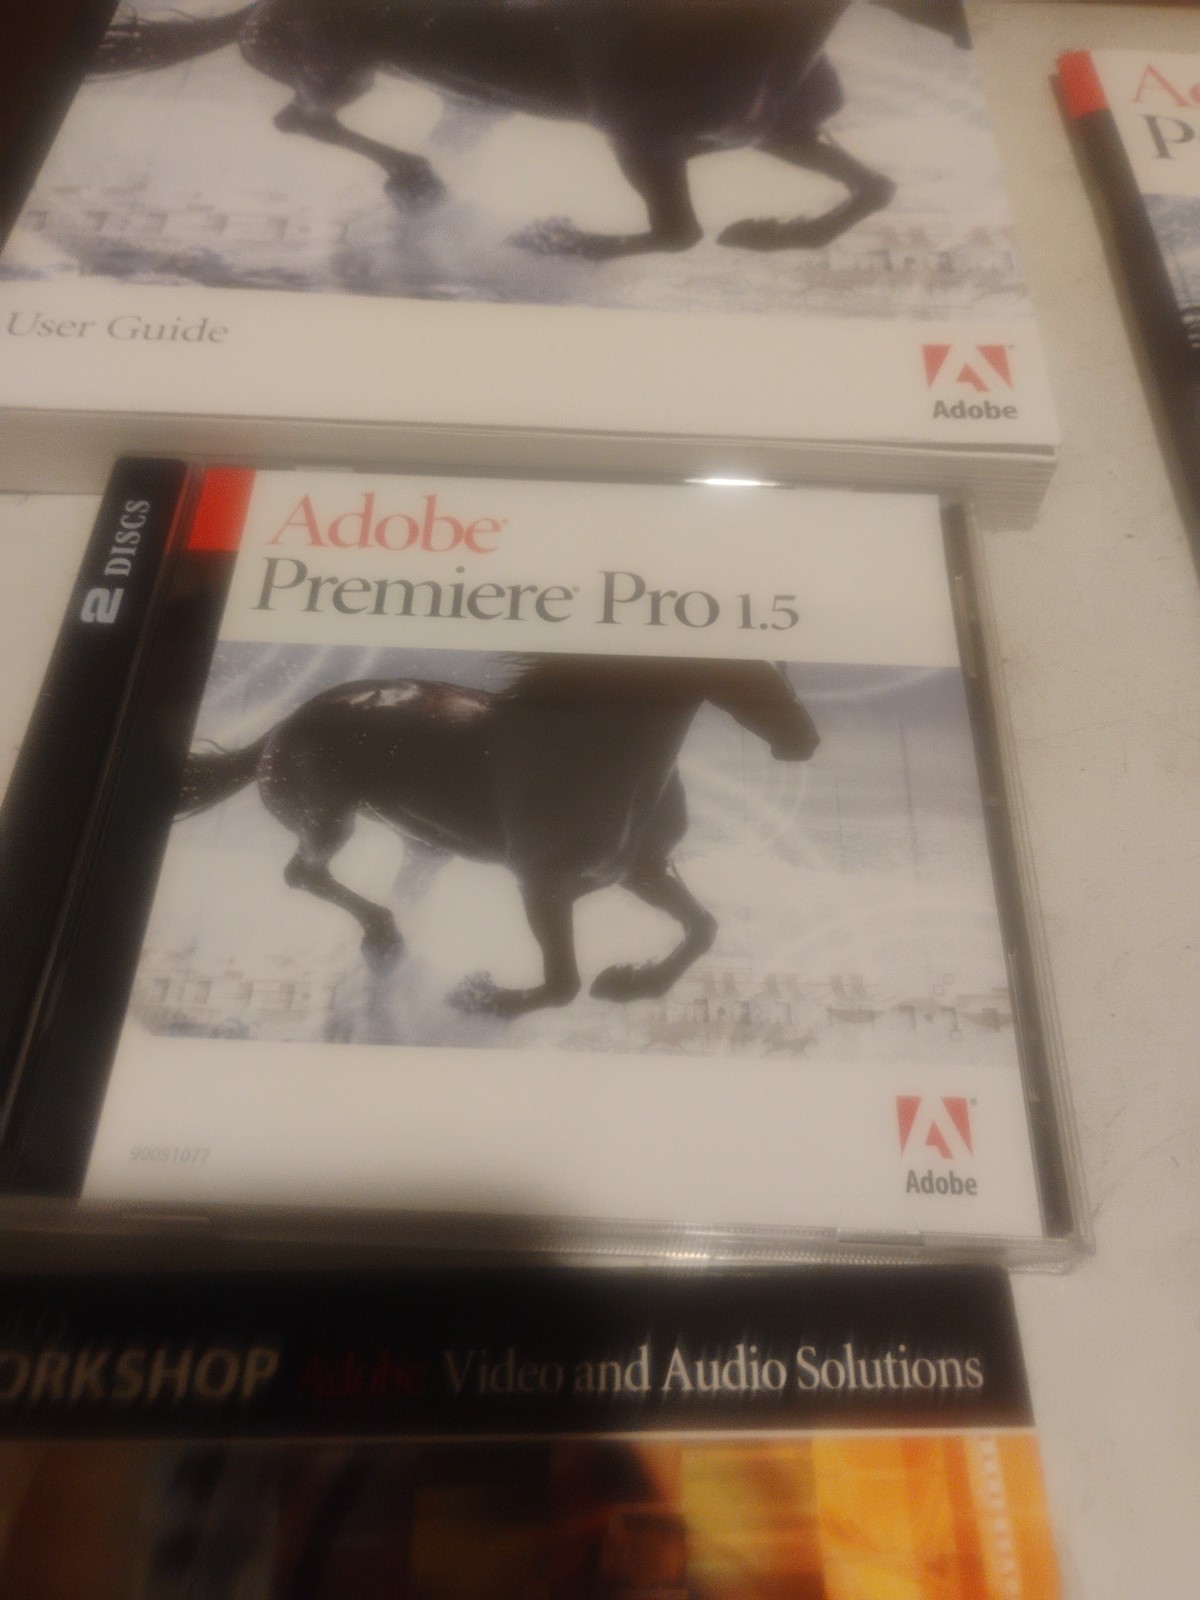 User Guide
Adobe
A
P
2 DISCS
Adobe®
Premiere® Pro 1.5
90051077
Adobe
ORKSHOP Adobe Video and Audio Solutions